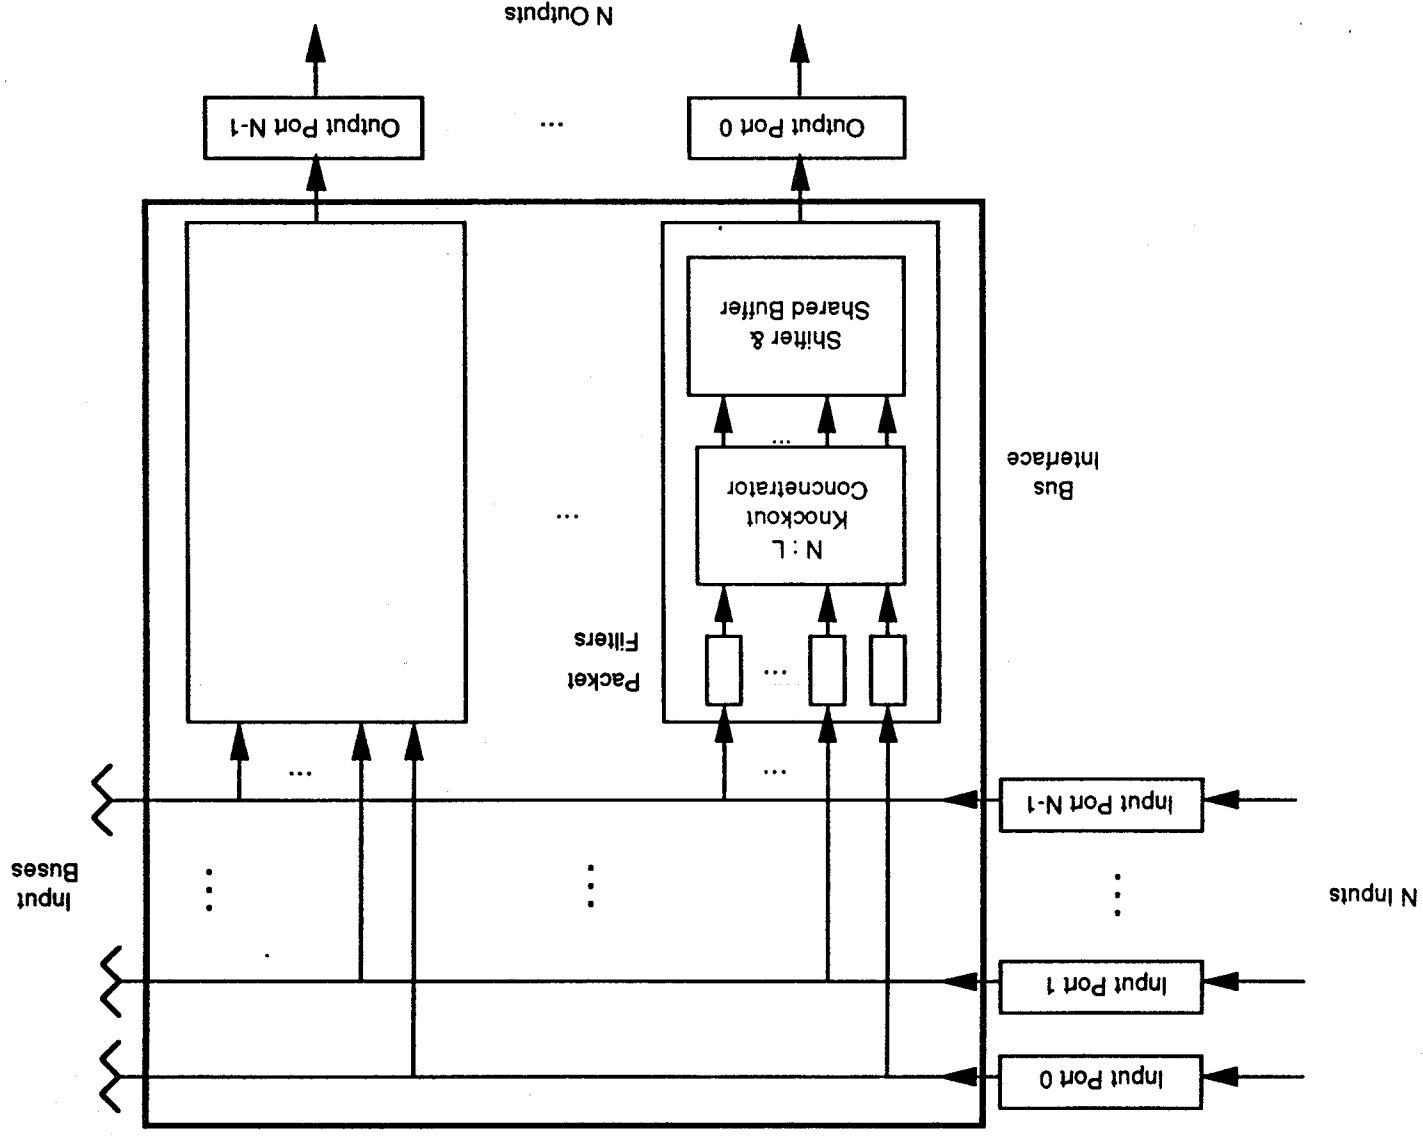 Input Port 0
Input Port 1
N Inputs
Input Port N-1
Input
Buses
Packet
Filters
N : L
Knockout
Concnetrator
Bus
Interface
Shifter &
Shared Buffer
Output Port 0
...
Output Port N-1
N Outputs